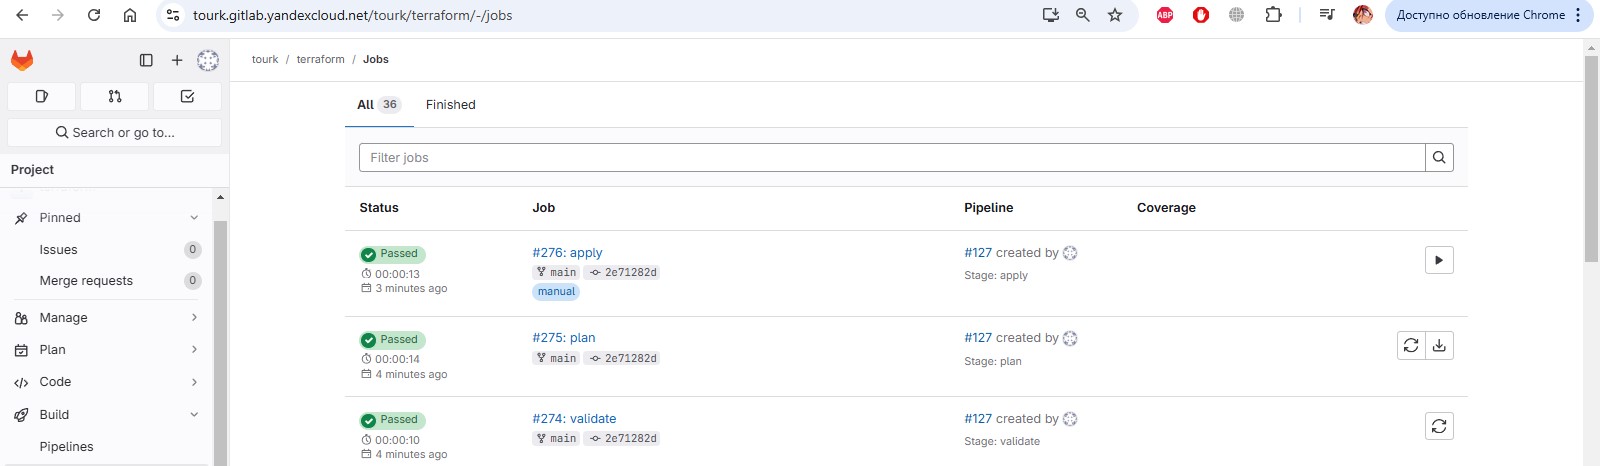 tourk.gitlab.yandexcloud.net/tourk/terraform/-/jobs
ABP
Доступно обновление Chrome
tourk / terraform / Jobs
Search or go to...
Project
Pinned
Issues 0
Merge requests 0
Manage
Plan
Code
Build
Pipelines
All 36 Finished
Filter jobs
Status Job Pipeline Coverage
Passed #276: apply #127 created by
00:00:13 main 2e71282d Stage: apply
3 minutes ago manual
Passed #275: plan #127 created by
00:00:14 main 2e71282d Stage: plan
4 minutes ago
Passed #274: validate #127 created by
00:00:10 main 2e71282d Stage: validate
4 minutes ago